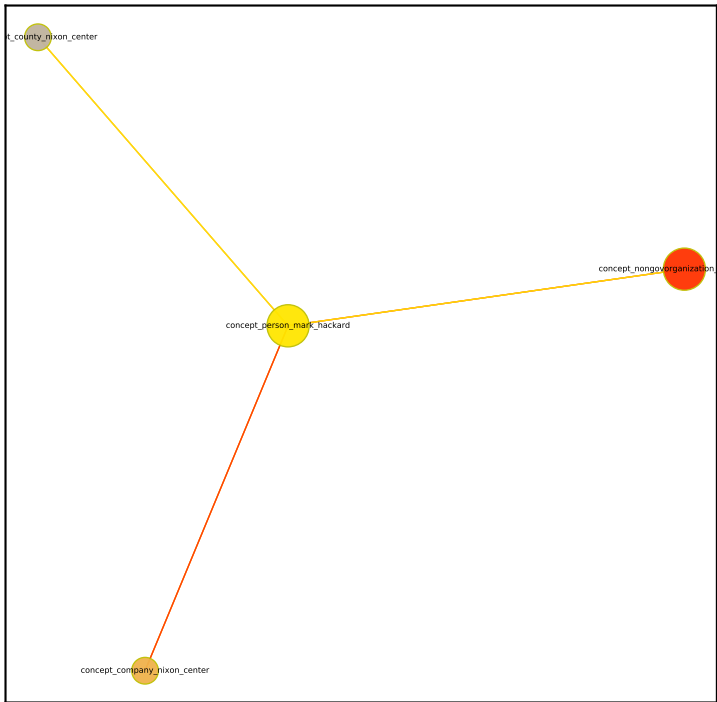 t_county_nixon_center
concept_nongovorganization_
concept_person_mark_hackard
concept_company_nixon_center